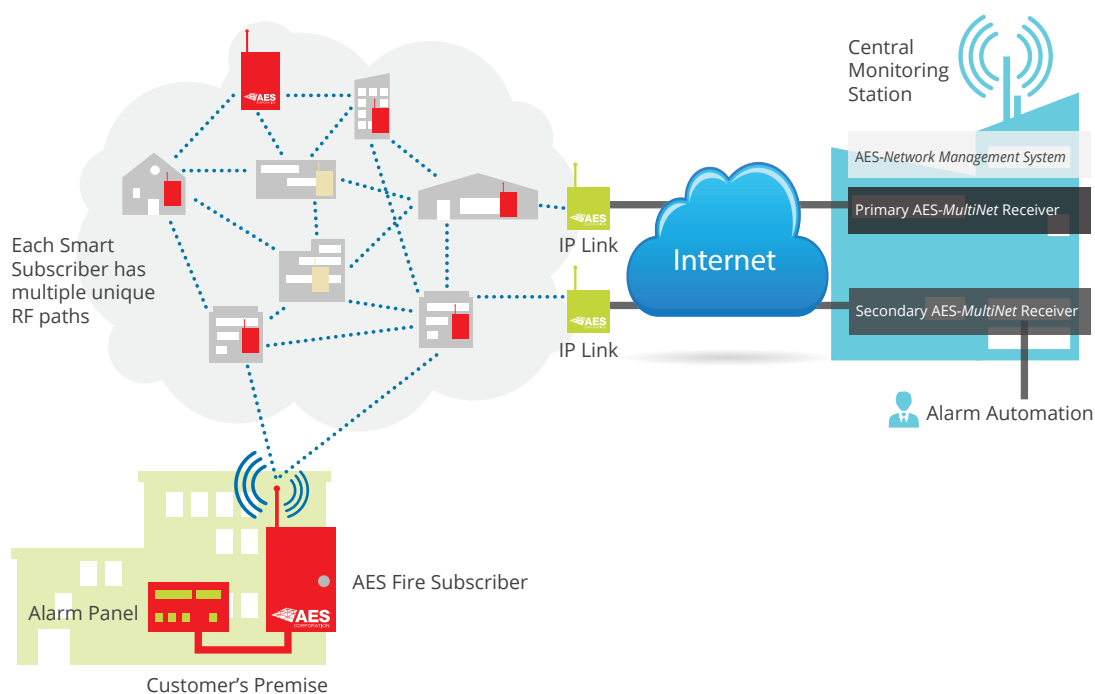 AES
CORPORATION
Central
Monitoring
Station
AES-Network Management System
Primary AES-MultiNet Receiver
Secondary AES-MultiNet Receiver
Alarm Automation
AES
IP Link
Internet
AES
IP Link
Each Smart
Subscriber has
multiple unique
RF paths
AES Fire Subscriber
Alarm Panel
AES
CORPORATION
Customer's Premise